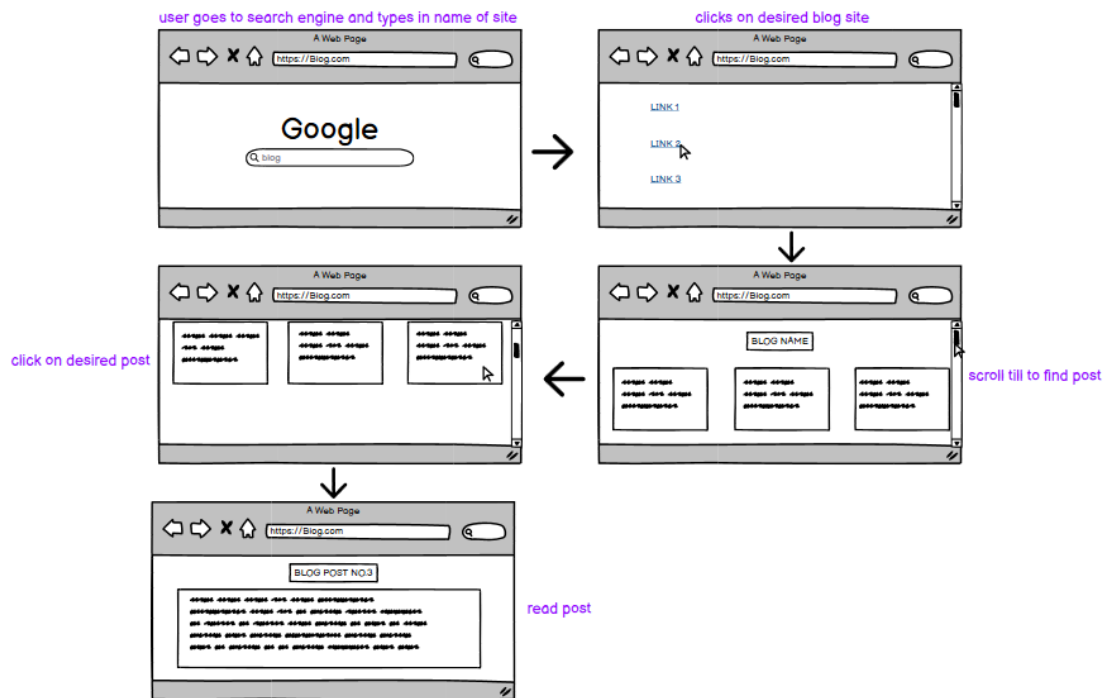 user goes to search engine and types in name of site
A Web Page
https://Blog.com
Google
blog
clicks on desired blog site
A Web Page
https://Blog.com
LINK 1
LINK 2
LINK 3
A Web Page
https://Blog.com
BLOG NAME
scroll till to find post
A Web Page
https://Blog.com
click on desired post
A Web Page
https://Blog.com
BLOG POST NO.3
read post